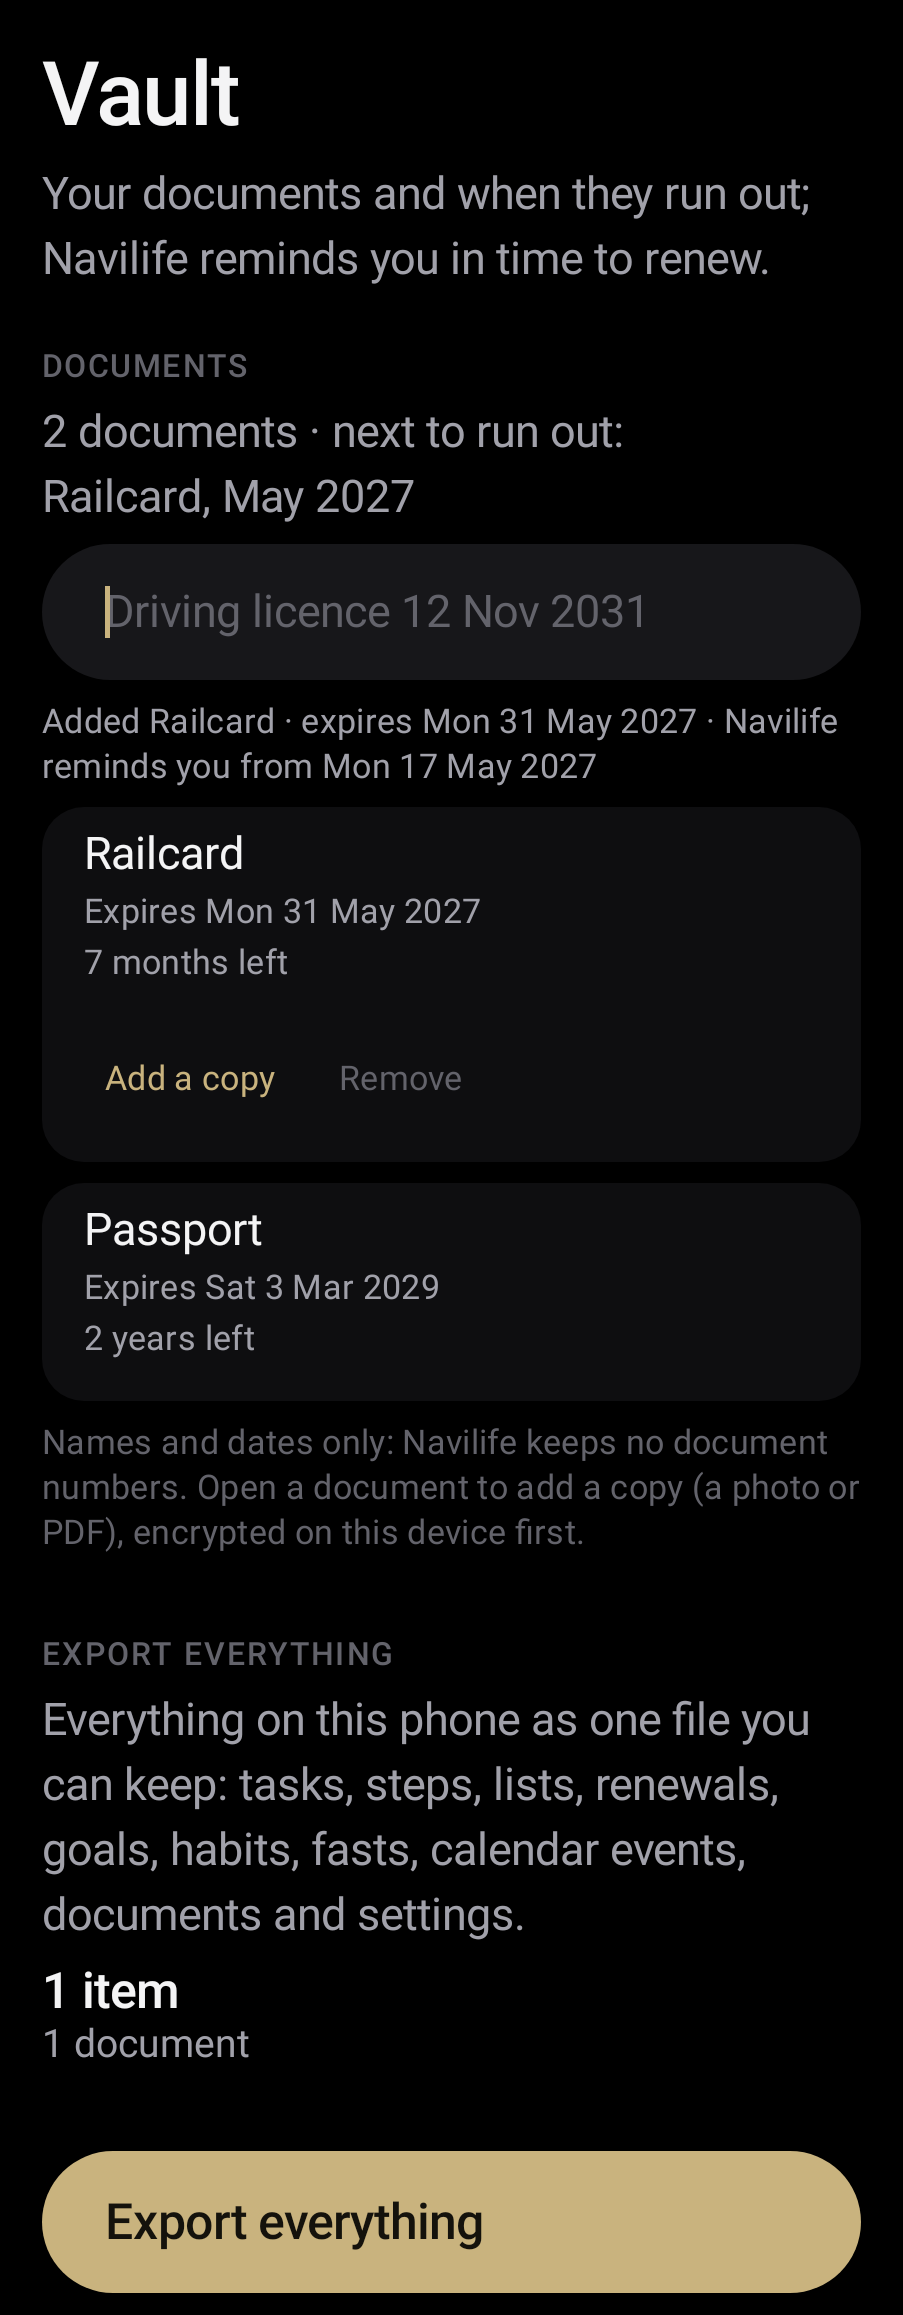 Vault
Your documents and when they run out;
Navilife reminds you in time to renew.
DOCUMENTS
2 documents · next to run out:
Railcard, May 2027
Driving licence 12 Nov 2031
Added Railcard · expires Mon 31 May 2027 · Navilife
reminds you from Mon 17 May 2027
Railcard
Expires Mon 31 May 2027
7 months left
Add a copy Remove
Passport
Expires Sat 3 Mar 2029
2 years left
Names and dates only: Navilife keeps no document
numbers. Open a document to add a copy (a photo or
PDF), encrypted on this device first.
EXPORT EVERYTHING
Everything on this phone as one file you
can keep: tasks, steps, lists, renewals,
goals, habits, fasts, calendar events,
documents and settings.
1 item
1 document
Export everything